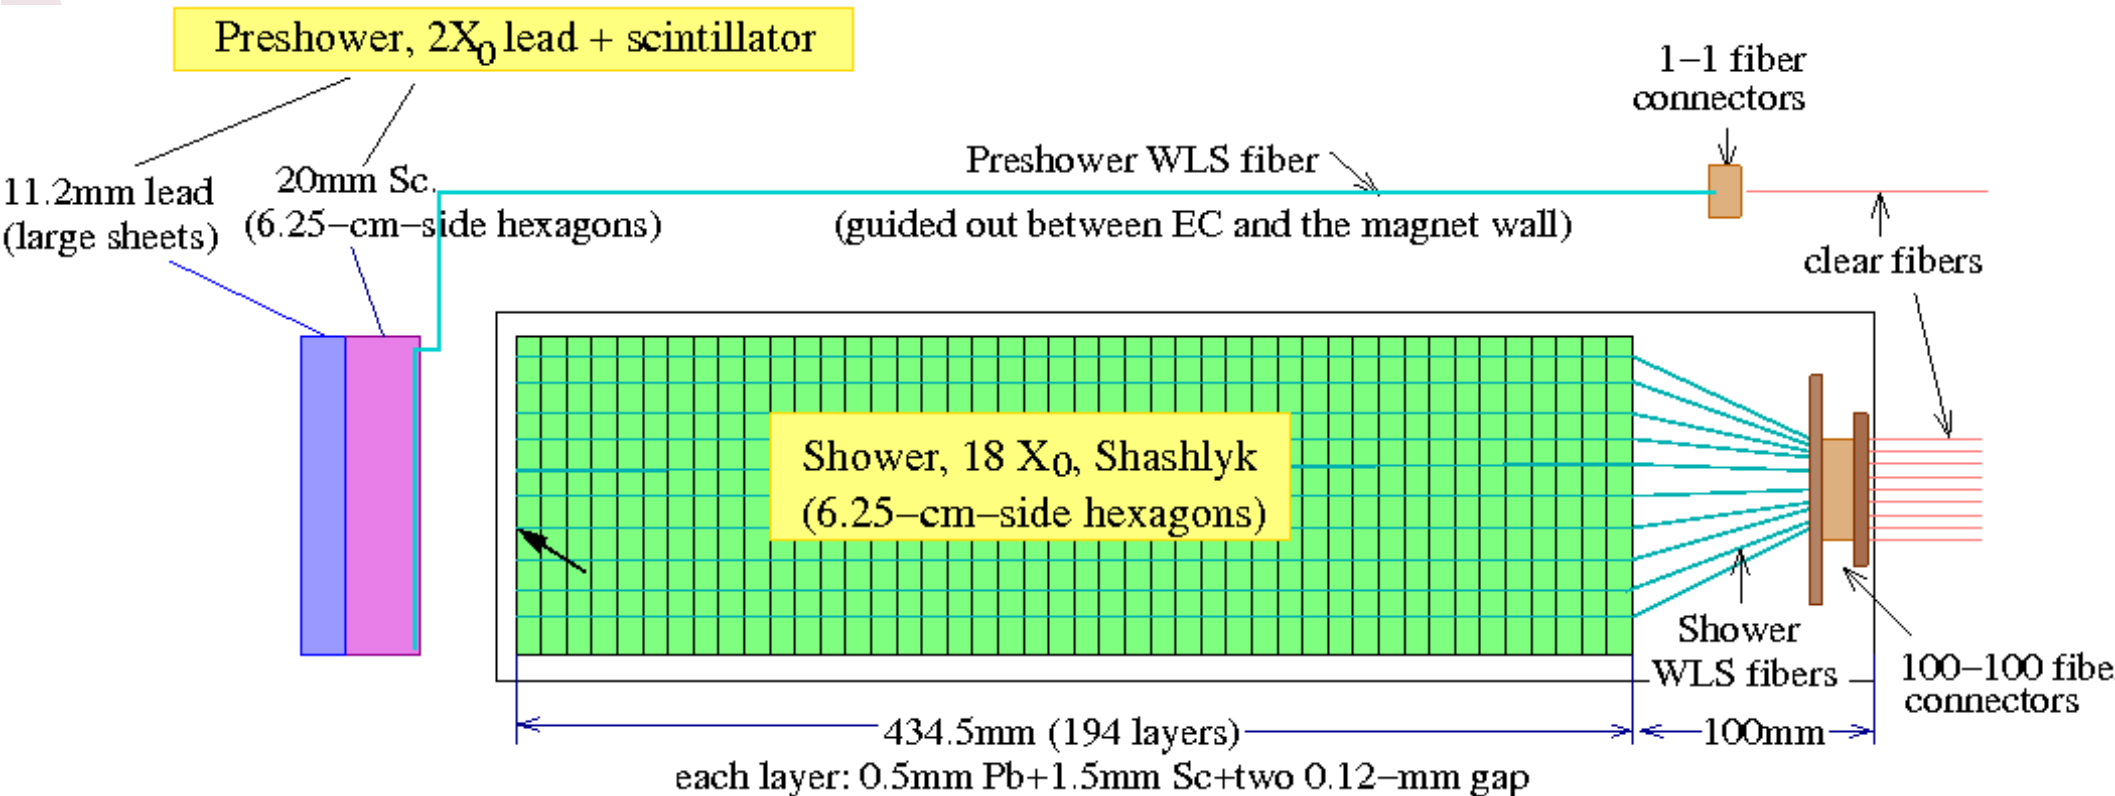 Preshower, 2X0 lead + scintillator
1−1 fiber
connectors
Preshower WLS fiber
11.2mm lead
(large sheets)
20mm Sc.
(6.25−cm−side hexagons)
(guided out between EC and the magnet wall)
clear fibers
Shower, 18 X0, Shashlyk
(6.25−cm−side hexagons)
Shower
WLS fibers
100−100 fibe
connectors
434.5mm (194 layers)
100mm
each layer: 0.5mm Pb+1.5mm Sc+two 0.12−mm gap